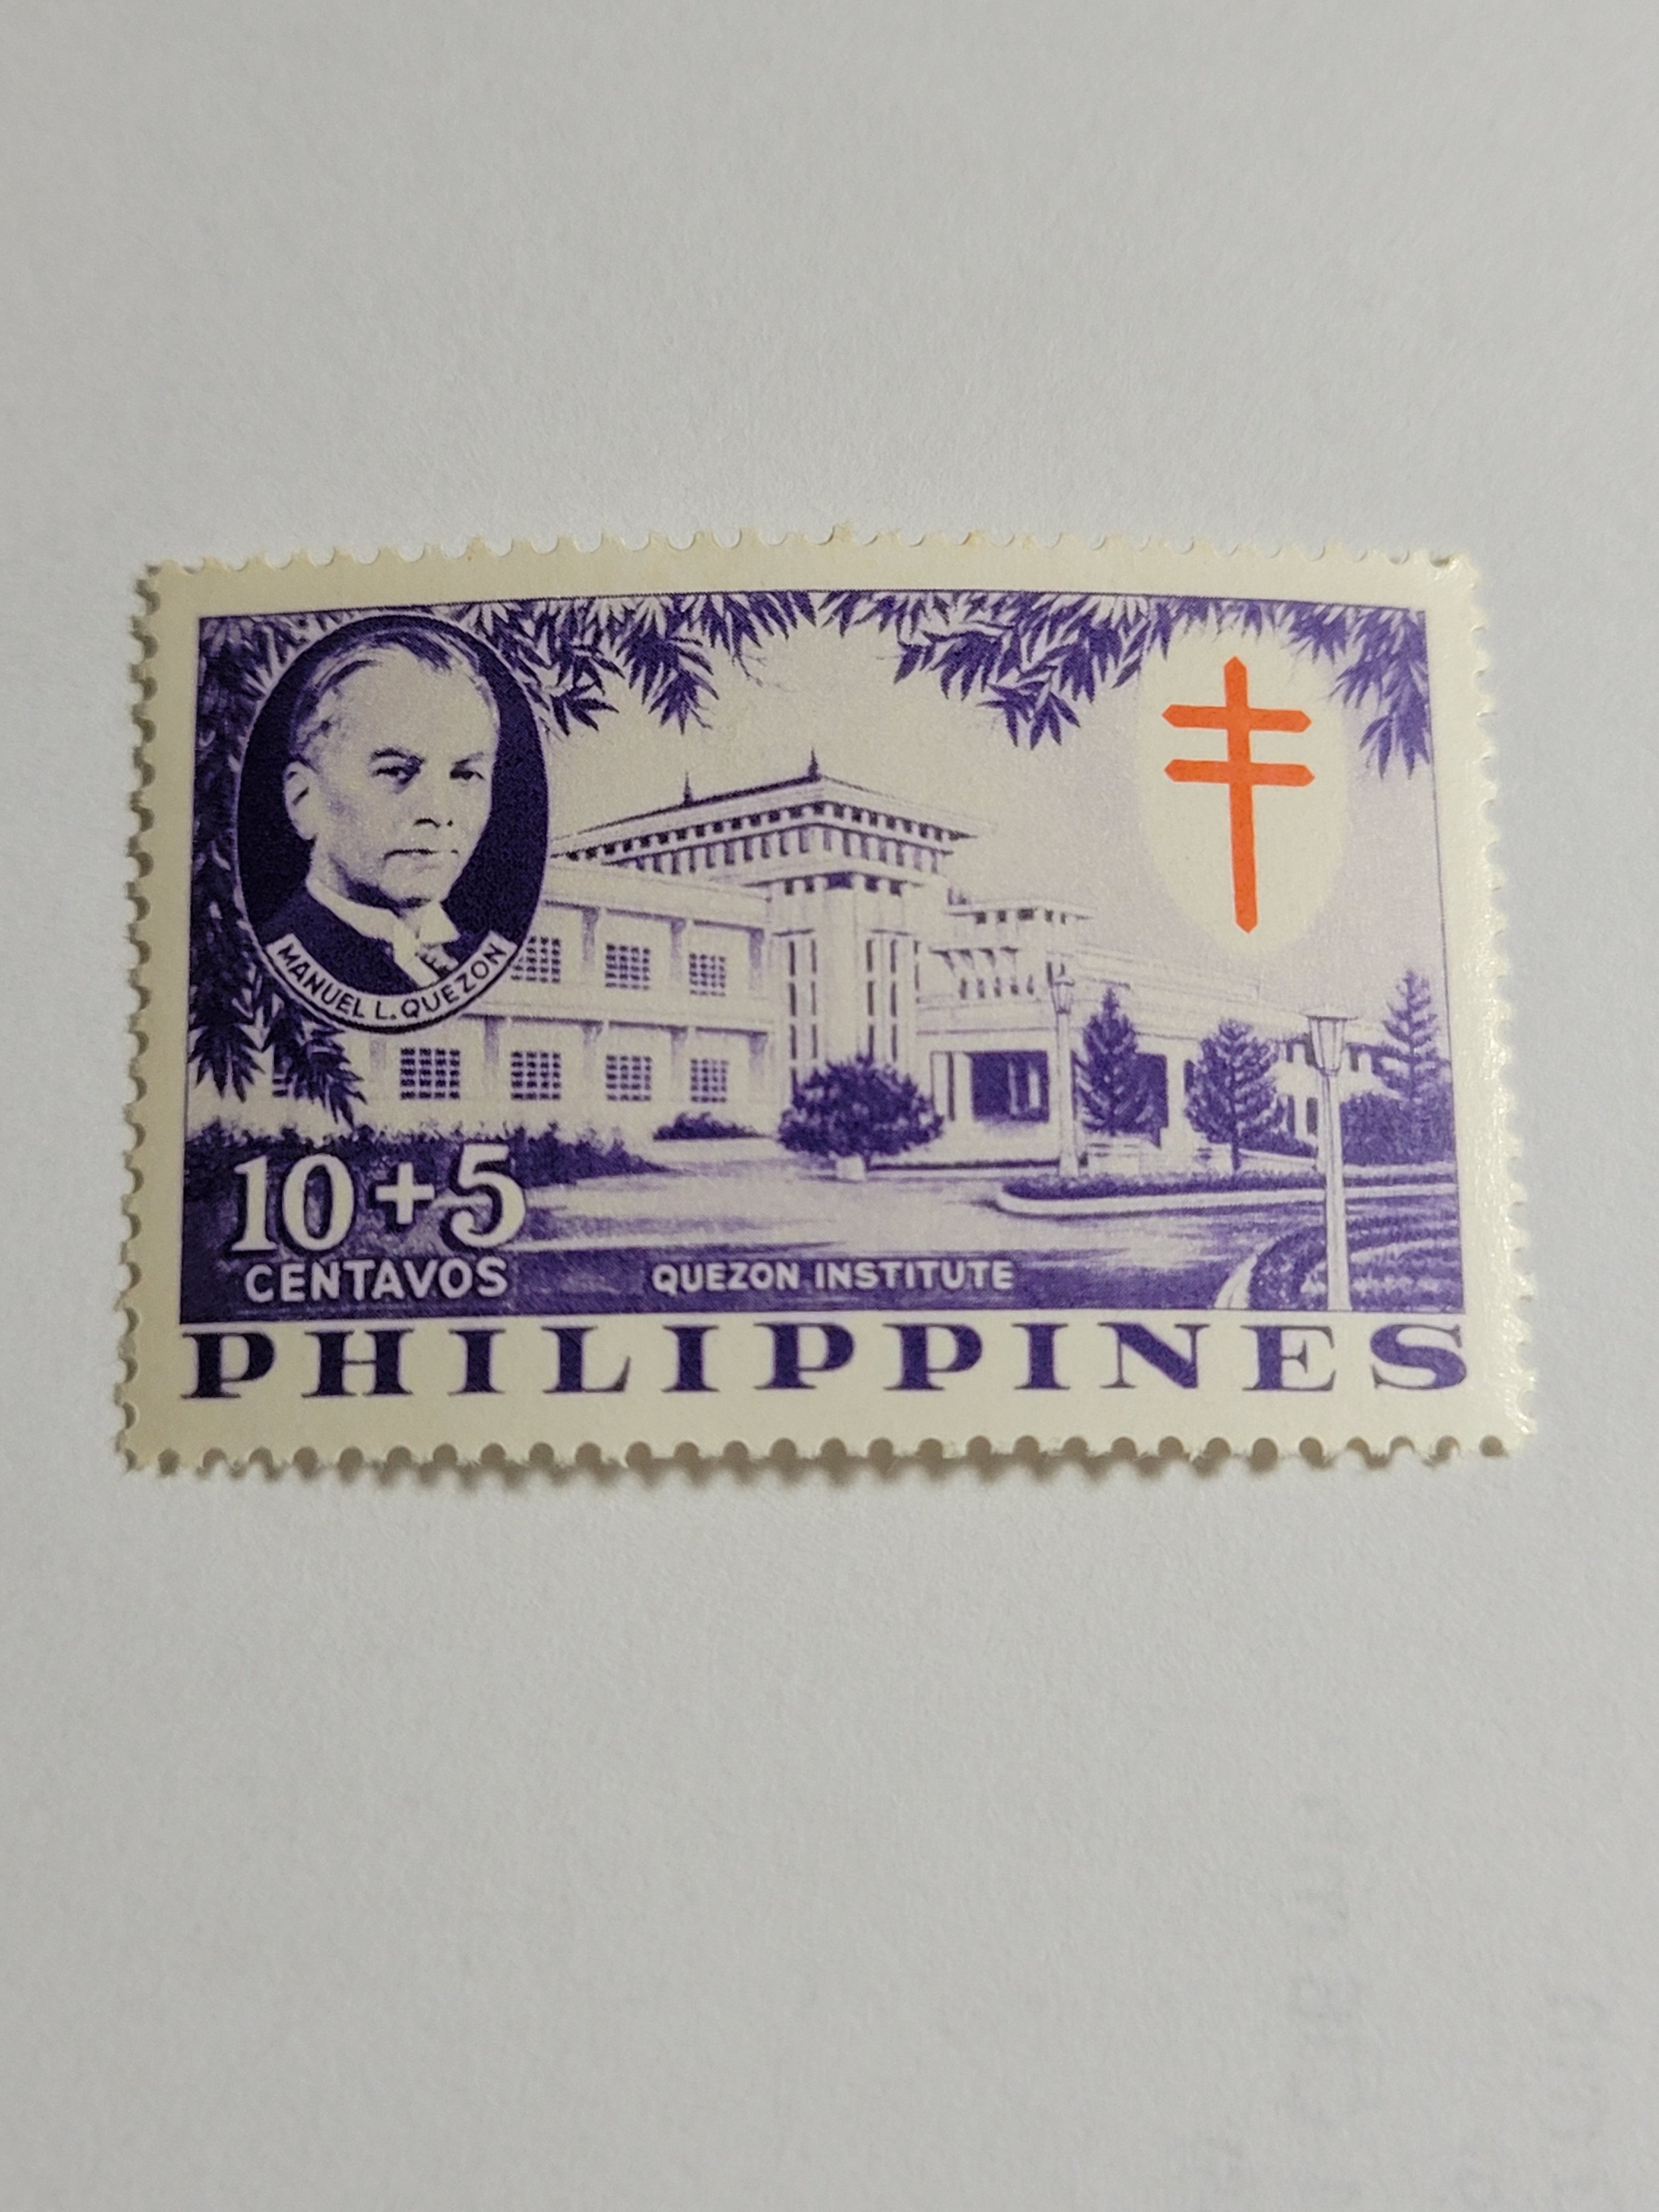 MANUEL L. QUEZON
10+5
CENTAVOS
QUEZON INSTITUTE
PHILIPPINES